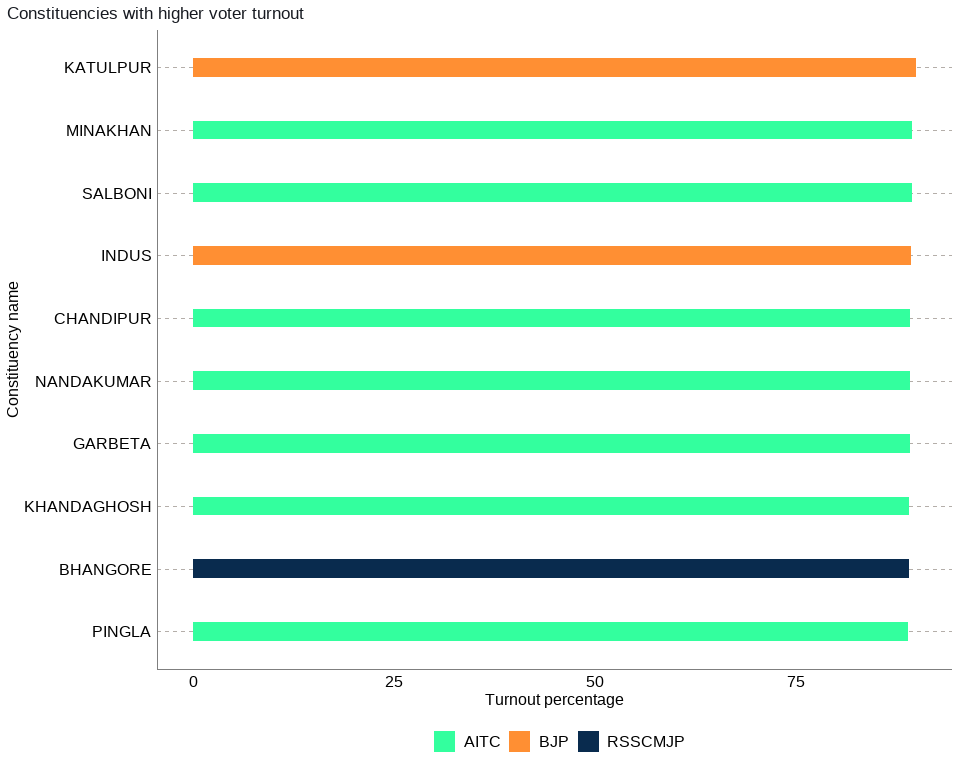 Constituencies with higher voter turnout
Constituency name
KATULPUR
MINAKHAN
SALBONI
INDUS
CHANDIPUR
NANDAKUMAR
GARBETA
KHANDAGHOSH
BHANGORE
PINGLA
0 25 50 75
Turnout percentage
AITC BJP RSSCMJP